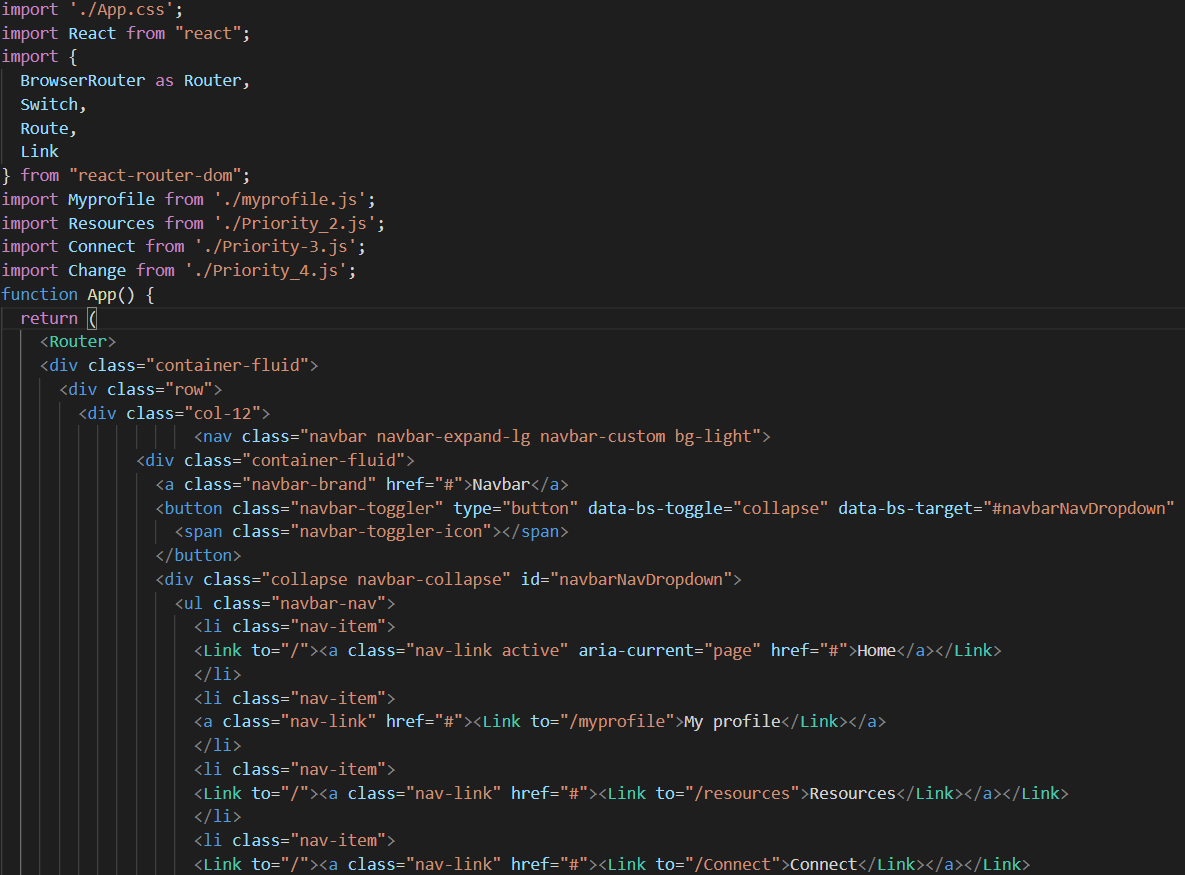 import './App.css';
import React from "react";
import {
  BrowserRouter as Router,
  Switch,
  Route,
  Link
} from "react-router-dom";
import Myprofile from './myprofile.js';
import Resources from './Priority_2.js';
import Connect from './Priority-3.js';
import Change from './Priority_4.js';
function App() {
  return (
    <Router>
    <div class="container-fluid">
      <div class="row">
        <div class="col-12">
                    <nav class="navbar navbar-expand-lg navbar-custom bg-light">
              <div class="container-fluid">
                <a class="navbar-brand" href="#">Navbar</a>
                <button class="navbar-toggler" type="button" data-bs-toggle="collapse" data-bs-target="#navbarNavDropdown"
                  <span class="navbar-toggler-icon"></span>
                </button>
                <div class="collapse navbar-collapse" id="navbarNavDropdown">
                  <ul class="navbar-nav">
                    <li class="nav-item">
                    <Link to="/"><a class="nav-link active" aria-current="page" href="#">Home</a></Link>
                    </li>
                    <li class="nav-item">
                    <a class="nav-link" href="#"><Link to="/myprofile">My profile</Link></a>
                    </li>
                    <li class="nav-item">
                    <Link to="/"><a class="nav-link" href="#"><Link to="/resources">Resources</Link></a></Link>
                    </li>
                    <li class="nav-item">
                    <Link to="/"><a class="nav-link" href="#"><Link to="/Connect">Connect</Link></a></Link>